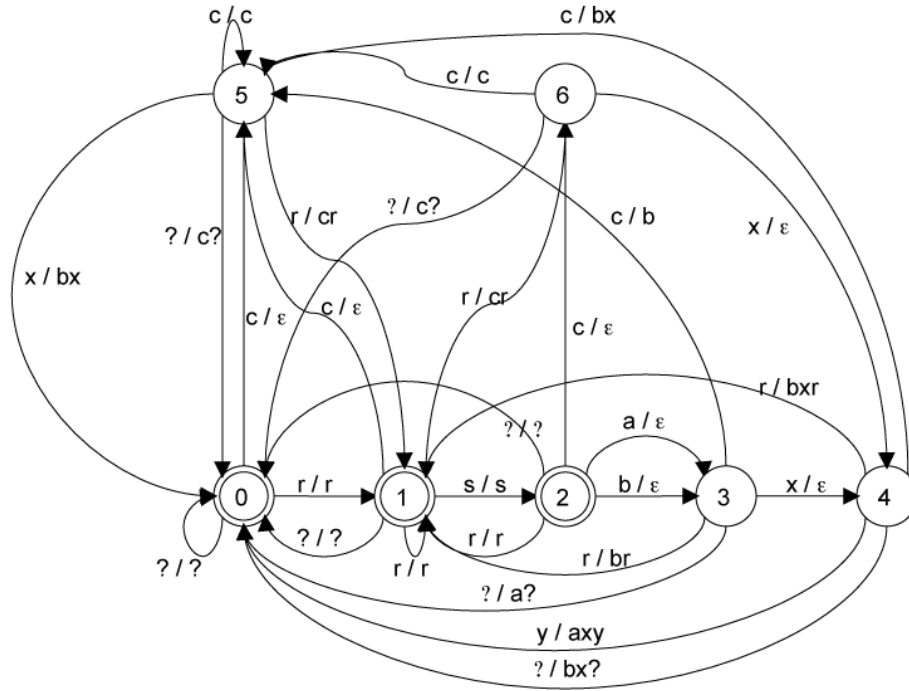 c / c
c / bx
5
c / c
6
r / cr
? / c?
c / b
x / ε
? / c?
x / bx
r / cr
c / ε
c / ε
c / ε
r / bxr
? / ?
a / ε
0
r / r
1
s / s
2
b / ε
3
x / ε
4
? / ?
r / r
? / ?
r / r
r / br
? / a?
y / axy
? / bx?